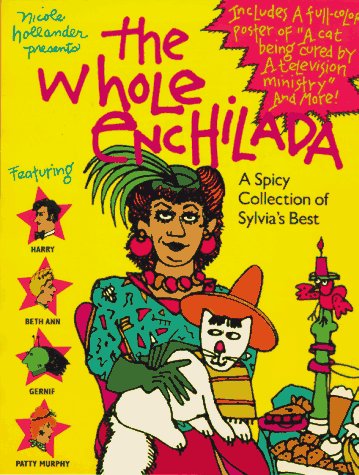 Nicole
Hollander
presents
the
Whole
Enchilada
Includes A full-color
poster of "A cat
being cured by
A television
ministry"
And More!
A Spicy
Collection of
Sylvia's Best
Featuring
HARRY
BETH ANN
GERNIF
PATTY MURPHY